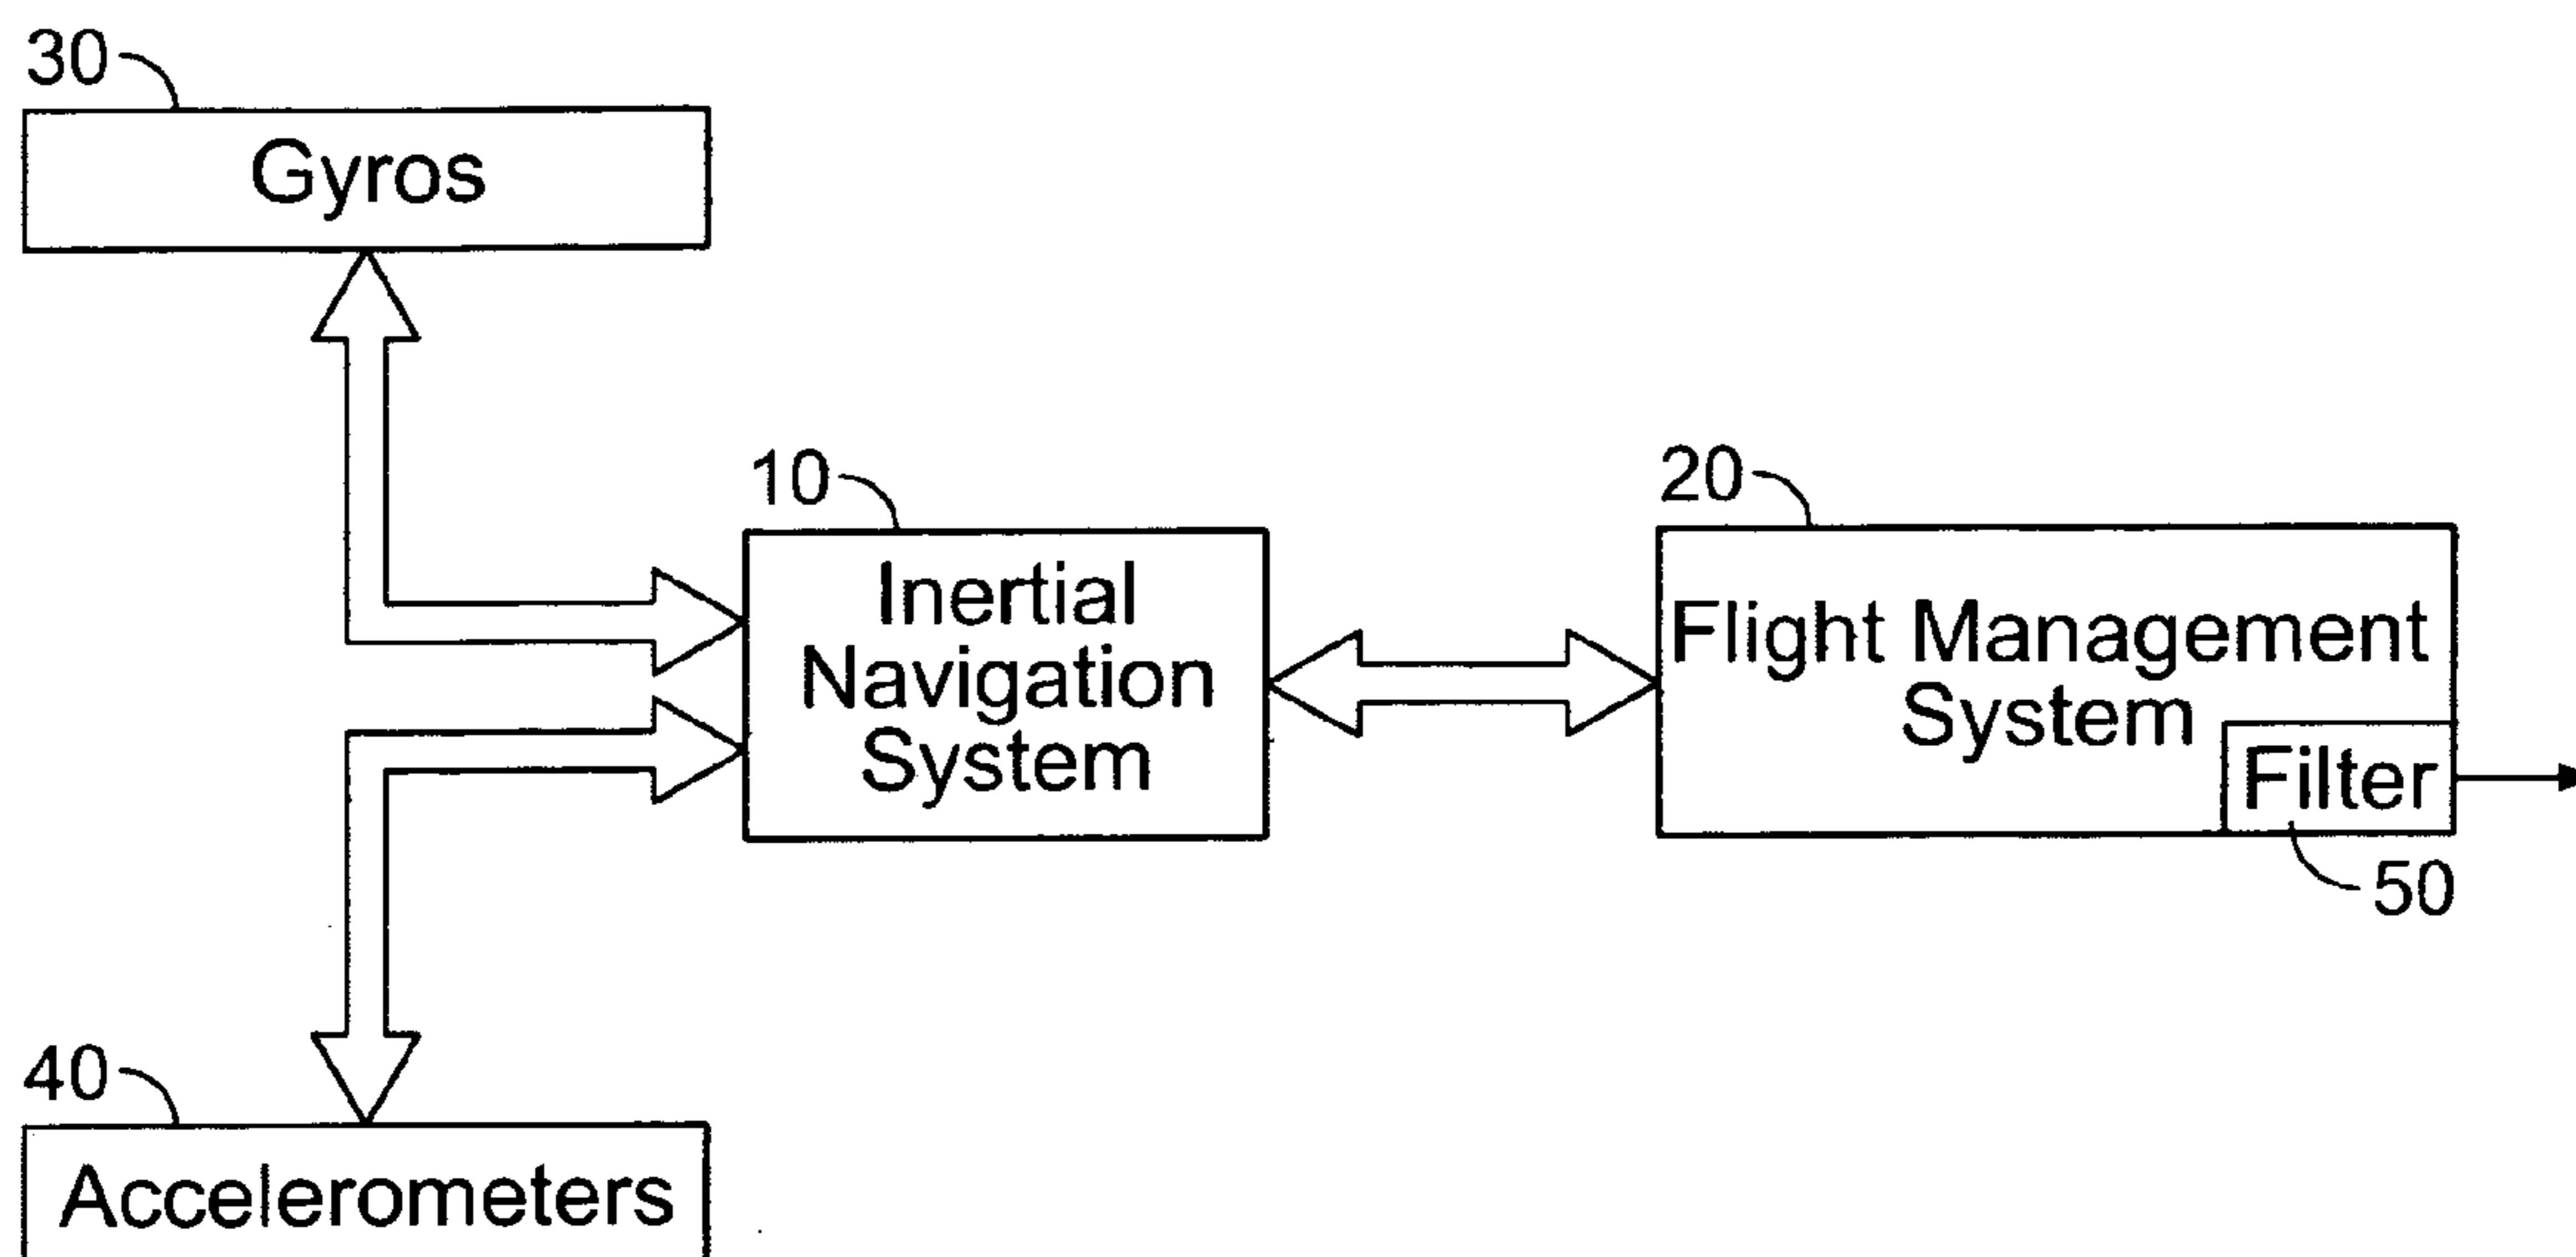 30
Gyros
10
Inertial
Navigation
System
20
Flight Management
System
Filter
50
40
Accelerometers